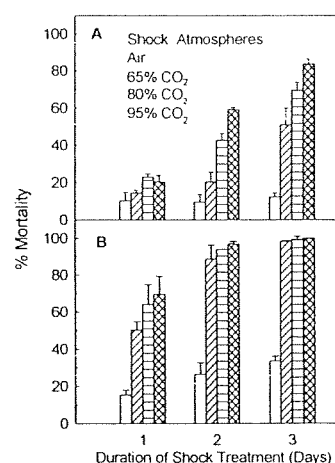 A
Shock Atmospheres
Air
65% CO2
80% CO2
95% CO2
80
60
40
20
0
% Mortality
B
100
80
60
40
20
0
1 2 3
Duration of Shock Treatment (Days)